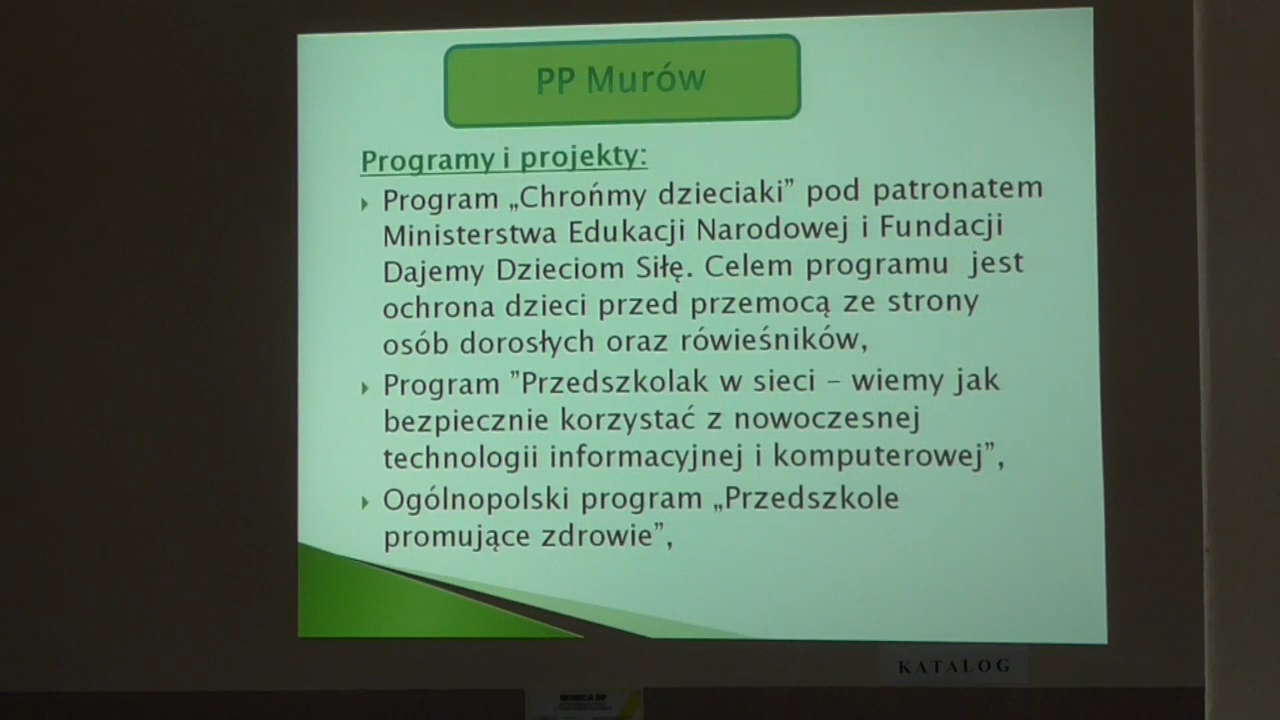 PP Murów
Programy i projekty:
Program „Chrońmy dzieciaki” pod patronatem
Ministerstwa Edukacji Narodowej i Fundacji
Dajemy Dzieciom Siłę. Celem programu jest
ochrona dzieci przed przemocą ze strony
osób dorosłych oraz rówieśników,
Program ”Przedszkolak w sieci – wiemy jak
bezpiecznie korzystać z nowoczesnej
technologii informacyjnej i komputerowej”,
Ogólnopolski program „Przedszkole
promujące zdrowie”,
KATALOG